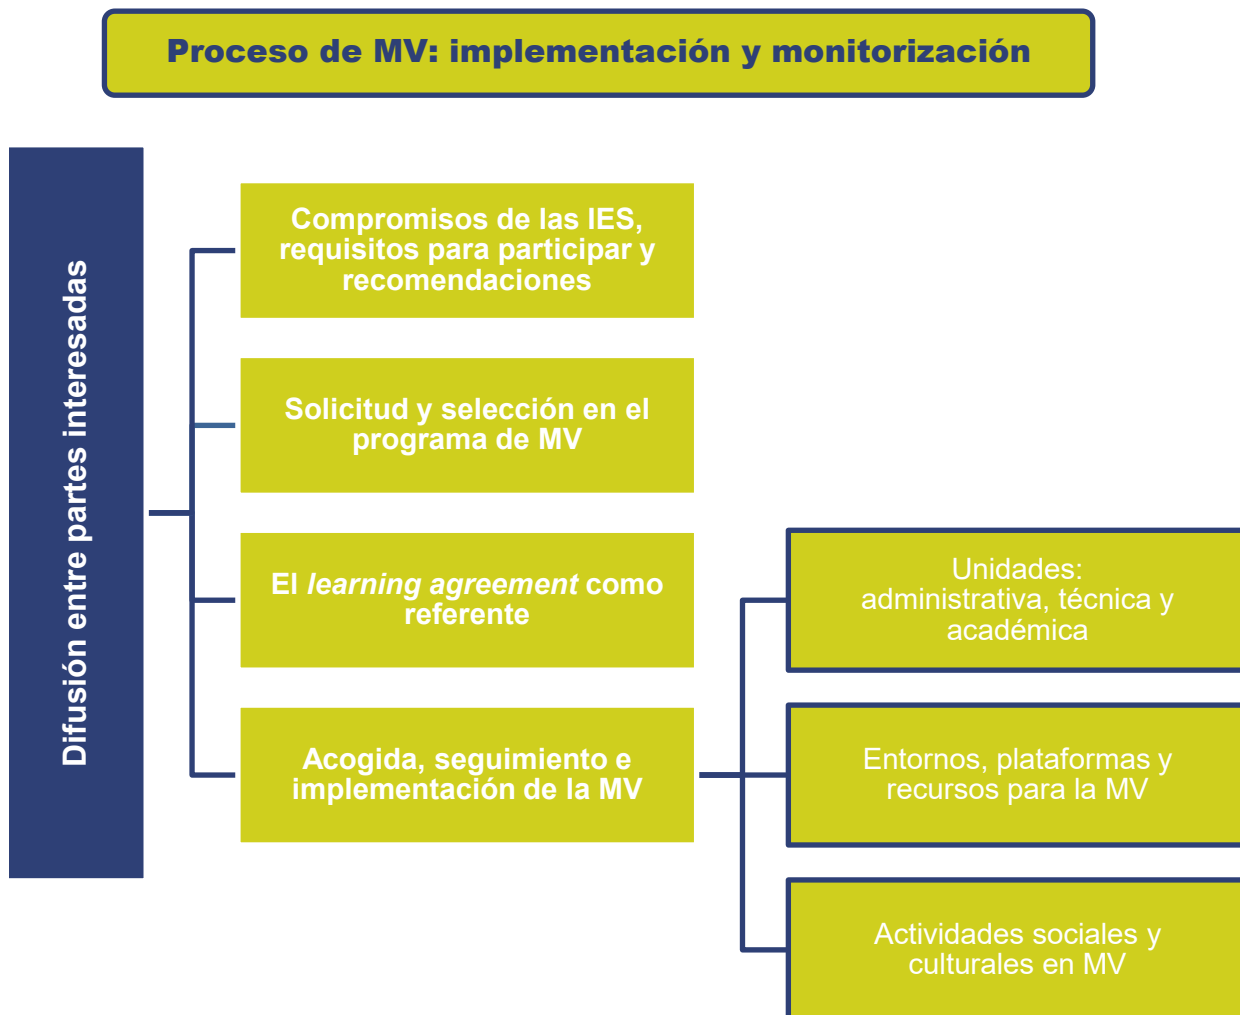 Proceso de MV: implementación y monitorización
Difusión entre partes interesadas
Compromisos de las IES,
requisitos para participar y
recomendaciones
Solicitud y selección en el
programa de MV
El learning agreement como
referente
Acogida, seguimiento e
implementación de la MV
Unidades:
administrativa, técnica y
académica
Entornos, plataformas y
recursos para la MV
Actividades sociales y
culturales en MV